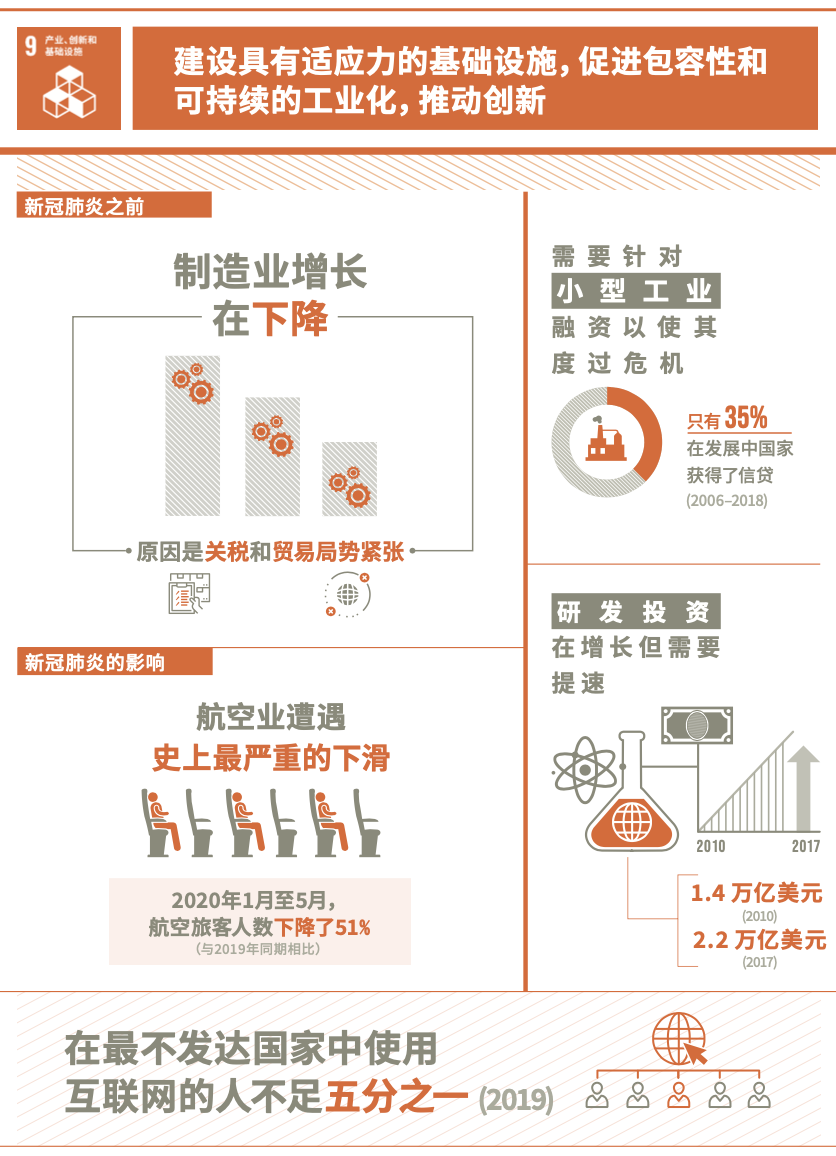 9 产业、创新和
基础设施
建设具有适应力的基础设施，促进包容性和
可持续的工业化，推动创新
新冠肺炎之前
制造业增长
在下降
原因是关税和贸易局势紧张
需要针对
小型工业
融资以使其
度过危机
只有35%
在发展中国家
获得了信贷
(2006–2018)
研发投资
在增长但需要
提速
2010 2017
1.4 万亿美元
(2010)
2.2 万亿美元
(2017)
新冠肺炎的影响
航空业遭遇
史上最严重的下滑
2020年1月至5月，
航空旅客人数下降了51%
（与2019年同期相比）
在最不发达国家中使用
互联网的人不足五分之一 (2019)